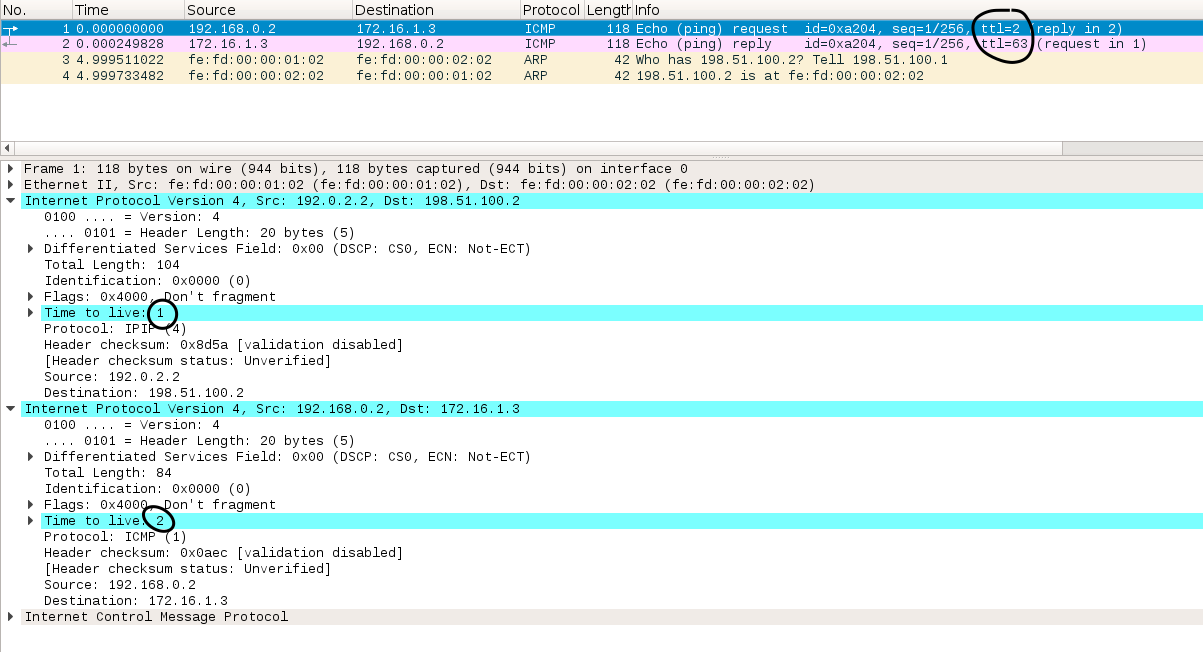 No. Time Source Destination Protocol Length Info
1 0.000000000 192.168.0.2 172.16.1.3 ICMP 118 Echo (ping) request id=0xa204, seq=1/256, ttl=2 (reply in 2)
2 0.000249828 172.16.1.3 192.168.0.2 ICMP 118 Echo (ping) reply id=0xa204, seq=1/256, ttl=63 (request in 1)
3 4.999511022 fe:fd:00:00:01:02 fe:fd:00:00:02:02 ARP 42 Who has 198.51.100.2? Tell 198.51.100.1
4 4.999733482 fe:fd:00:00:02:02 fe:fd:00:00:01:02 ARP 42 198.51.100.2 is at fe:fd:00:00:02:02
Frame 1: 118 bytes on wire (944 bits), 118 bytes captured (944 bits) on interface 0
Ethernet II, Src: fe:fd:00:00:01:02 (fe:fd:00:00:01:02), Dst: fe:fd:00:00:02:02 (fe:fd:00:00:02:02)
Internet Protocol Version 4, Src: 192.0.2.2, Dst: 198.51.100.2
0100 .... = Version: 4
.... 0101 = Header Length: 20 bytes (5)
Differentiated Services Field: 0x00 (DSCP: CS0, ECN: Not-ECT)
Total Length: 104
Identification: 0x0000 (0)
Flags: 0x4000, Don't fragment
Time to live: 1
Protocol: IPIP (4)
Header checksum: 0x8d5a [validation disabled]
[Header checksum status: Unverified]
Source: 192.0.2.2
Destination: 198.51.100.2
Internet Protocol Version 4, Src: 192.168.0.2, Dst: 172.16.1.3
0100 .... = Version: 4
.... 0101 = Header Length: 20 bytes (5)
Differentiated Services Field: 0x00 (DSCP: CS0, ECN: Not-ECT)
Total Length: 84
Identification: 0x0000 (0)
Flags: 0x4000, Don't fragment
Time to live: 2
Protocol: ICMP (1)
Header checksum: 0x0aec [validation disabled]
[Header checksum status: Unverified]
Source: 192.168.0.2
Destination: 172.16.1.3
Internet Control Message Protocol